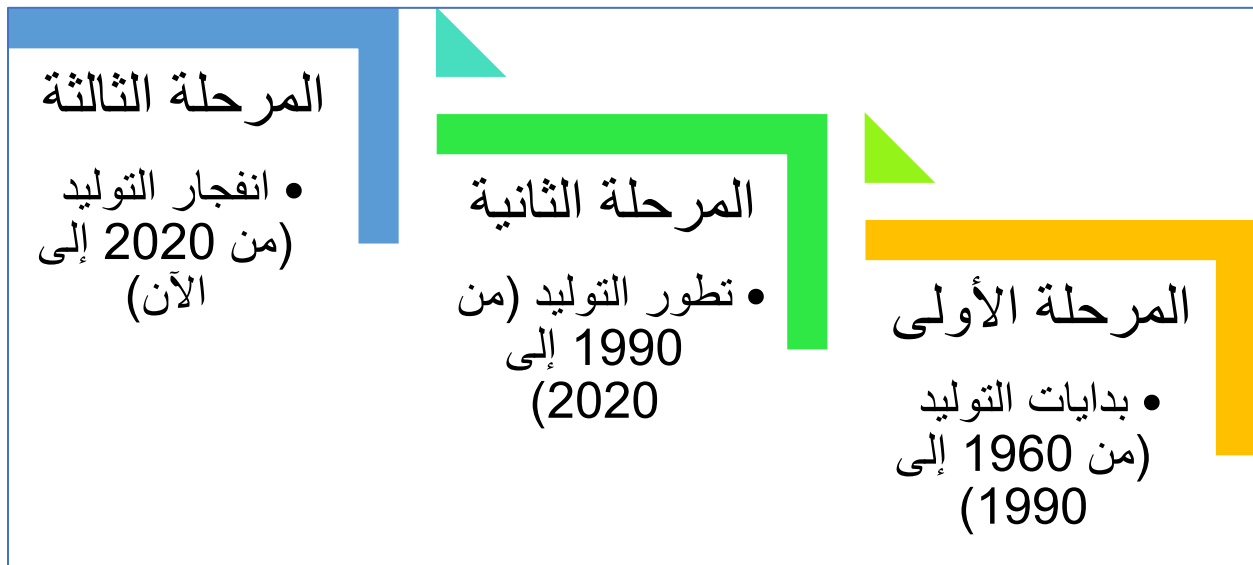 المرحلة الأولى
• بدايات التوليد
(من 1960 إلى
1990)
المرحلة الثانية
• تطور التوليد (من
1990 إلى
2020)
المرحلة الثالثة
• انفجار التوليد
(من 2020 إلى
الآن)